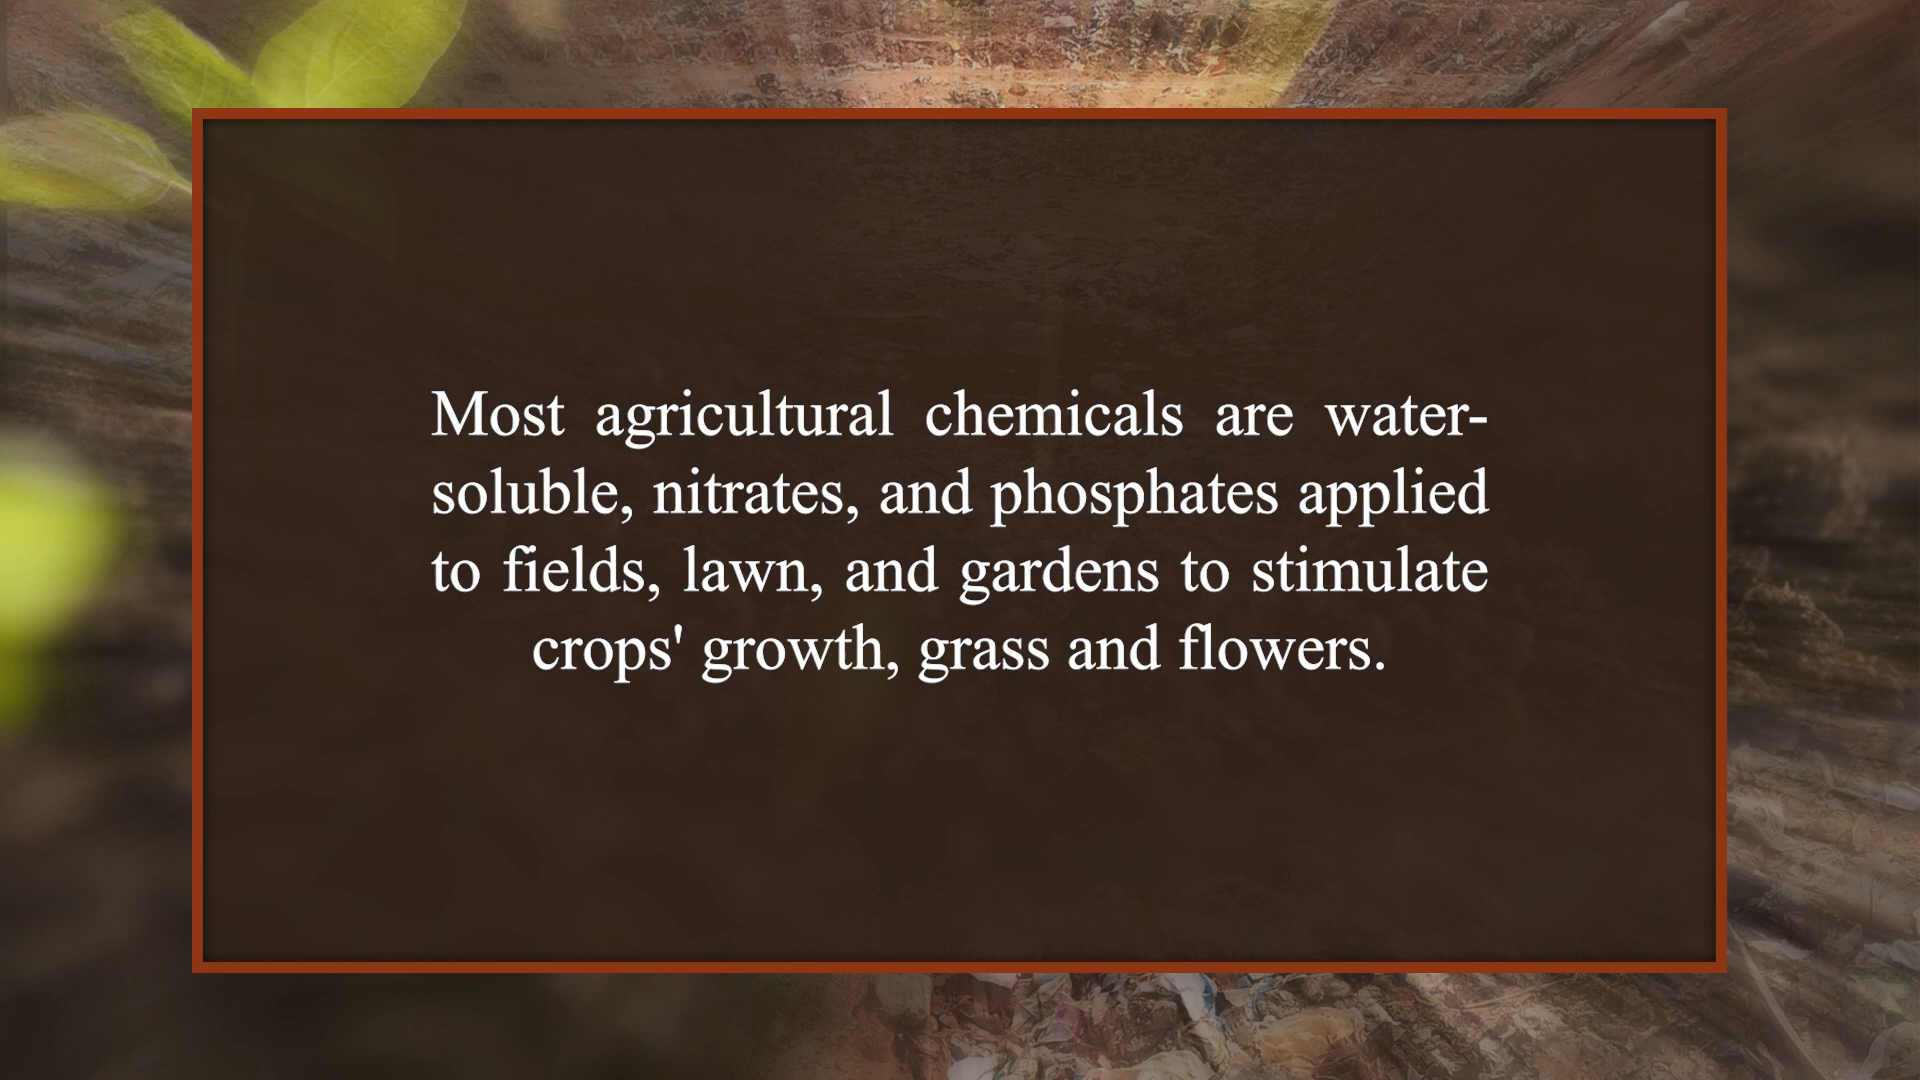 Most agricultural chemicals are water-
soluble, nitrates, and phosphates applied
to fields, lawn, and gardens to stimulate
crops' growth, grass and flowers.